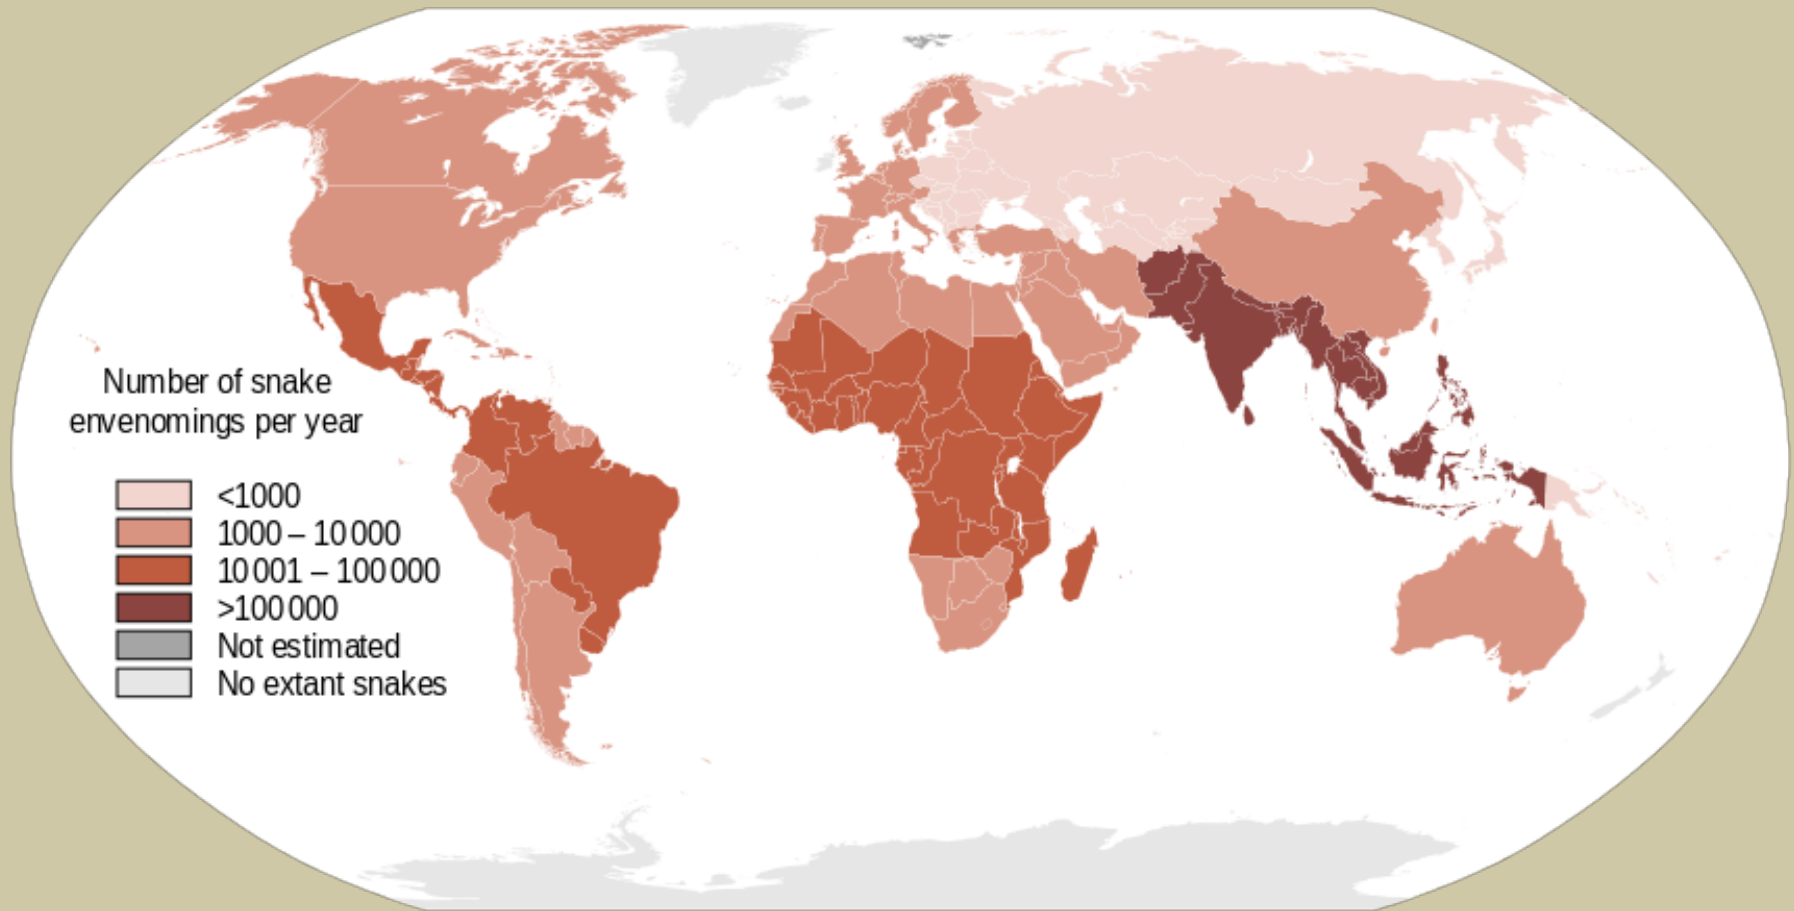 Number of snake
envenomings per year
<1000
1000 – 10 000
10 001 – 100 000
>100 000
Not estimated
No extant snakes